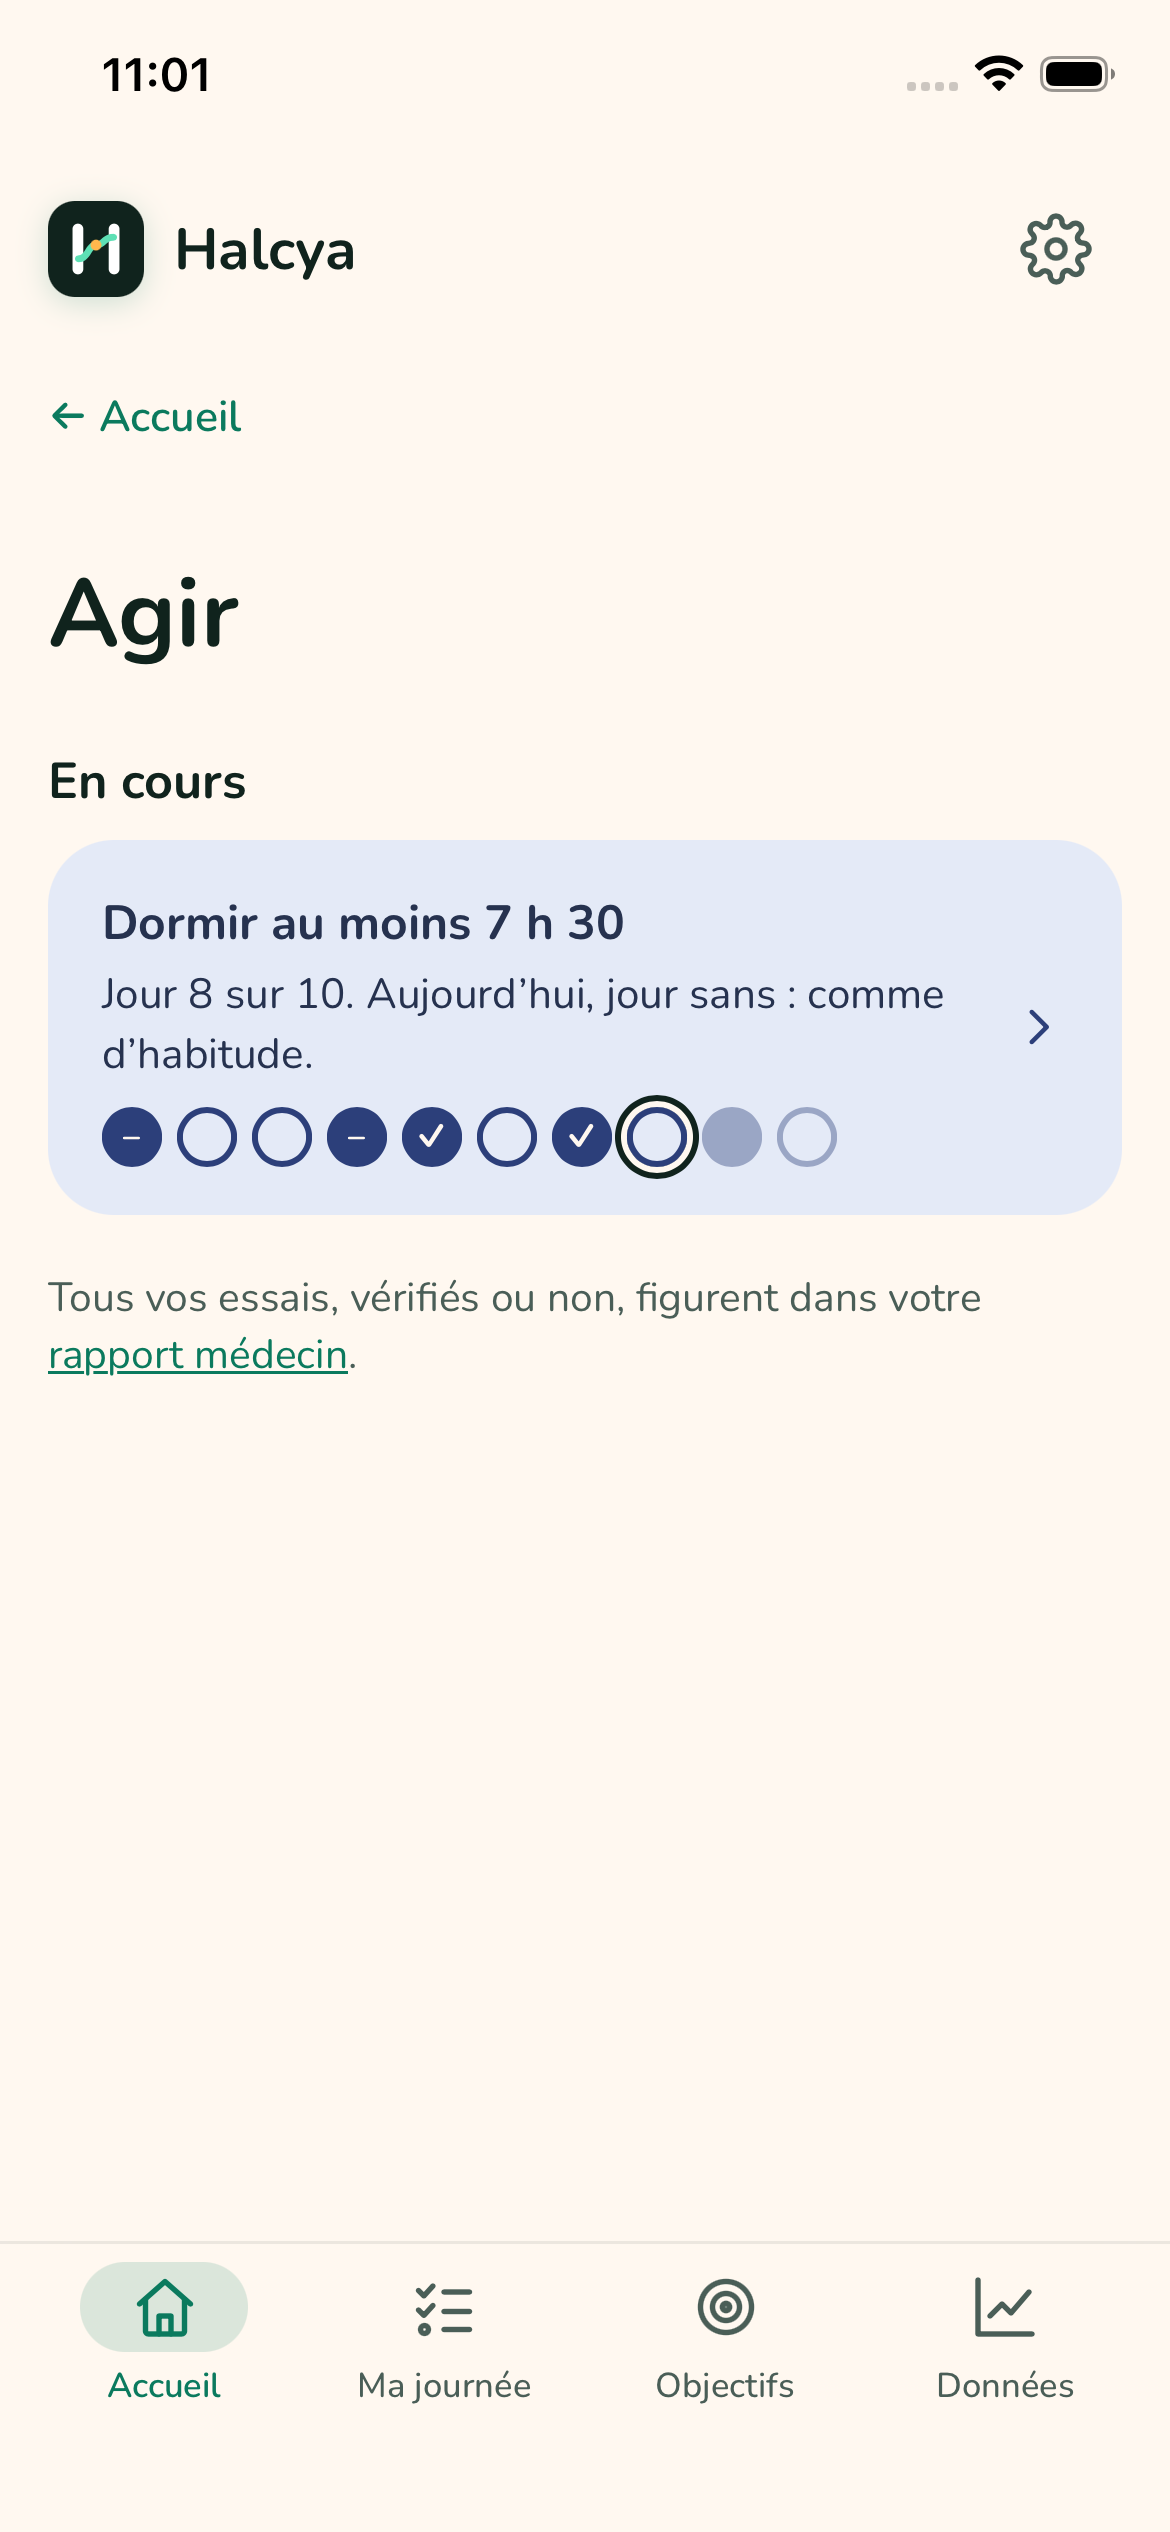 11:01
Halcya
← Accueil
Agir
En cours
Dormir au moins 7 h 30
Jour 8 sur 10. Aujourd’hui, jour sans : comme
d’habitude.
Tous vos essais, vérifiés ou non, figurent dans votre
rapport médecin.
Accueil
Ma journée
Objectifs
Données